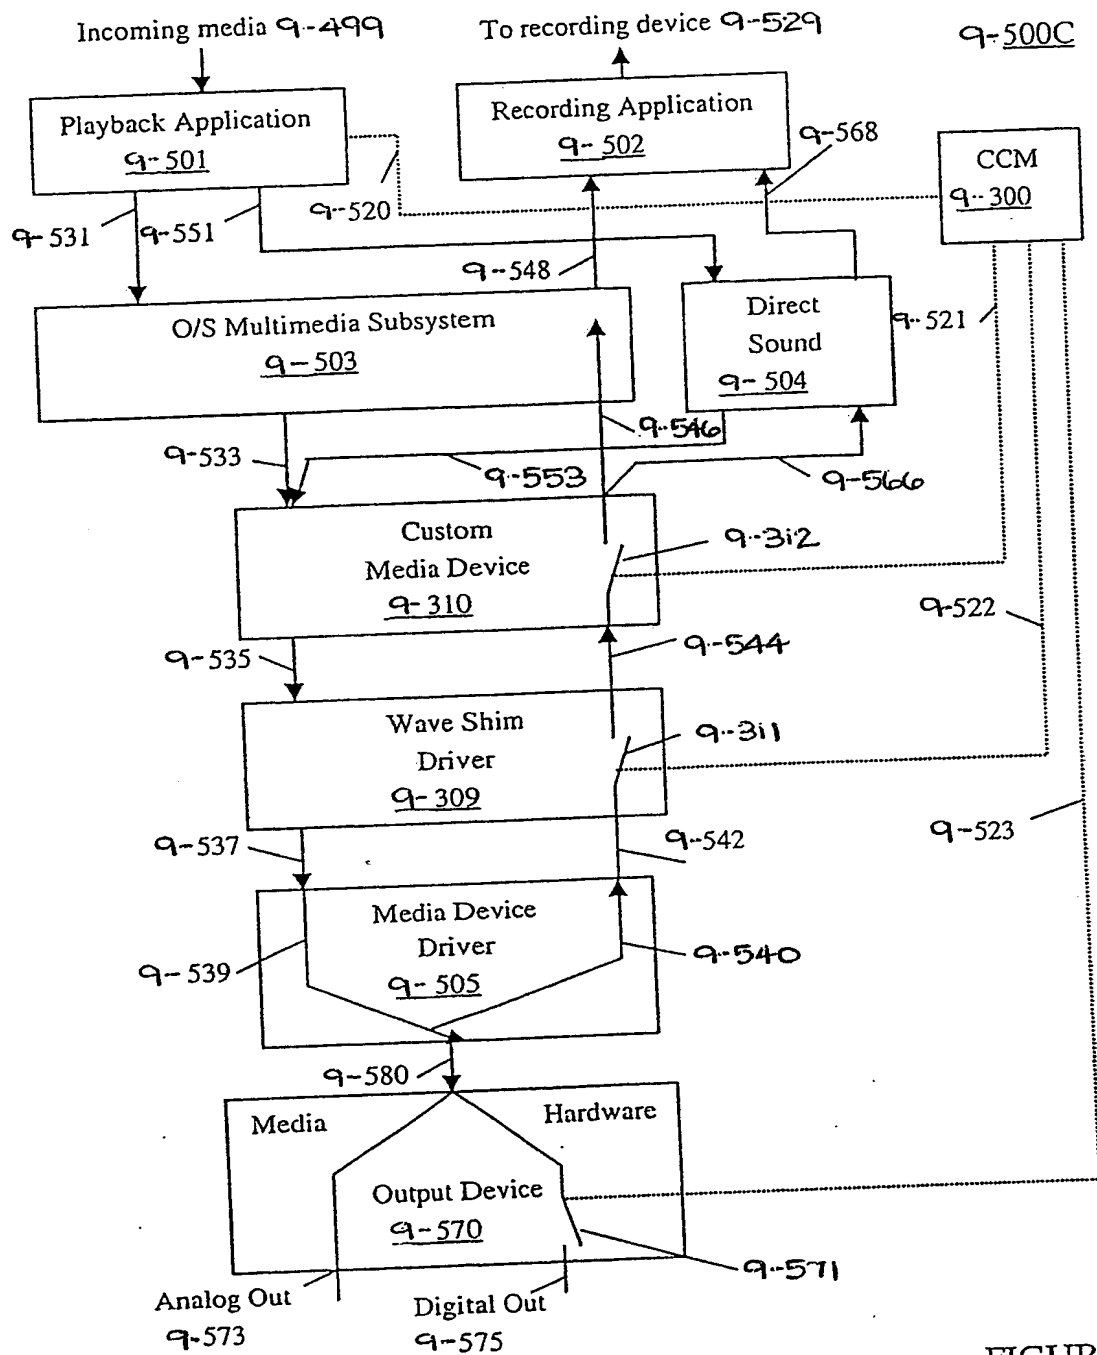 Incoming media 9-499
To recording device 9-529
9-500C
Playback Application
9-501
Recording Application
9-502
9-568
CCM
9-300
9-520
9-531
9-551
9-548
O/S Multimedia Subsystem
9-503
Direct
Sound
9-504
9-521
9-533
9-546
9-553
9-566
Custom
Media Device
9-310
9-312
9-522
9-535
9-544
Wave Shim
Driver
9-309
9-311
9-537
9-542
9-523
Media Device
Driver
9-505
9-539
9-540
9-580
Media
Hardware
Output Device
9-570
9-571
Analog Out
9-573
Digital Out
9-575